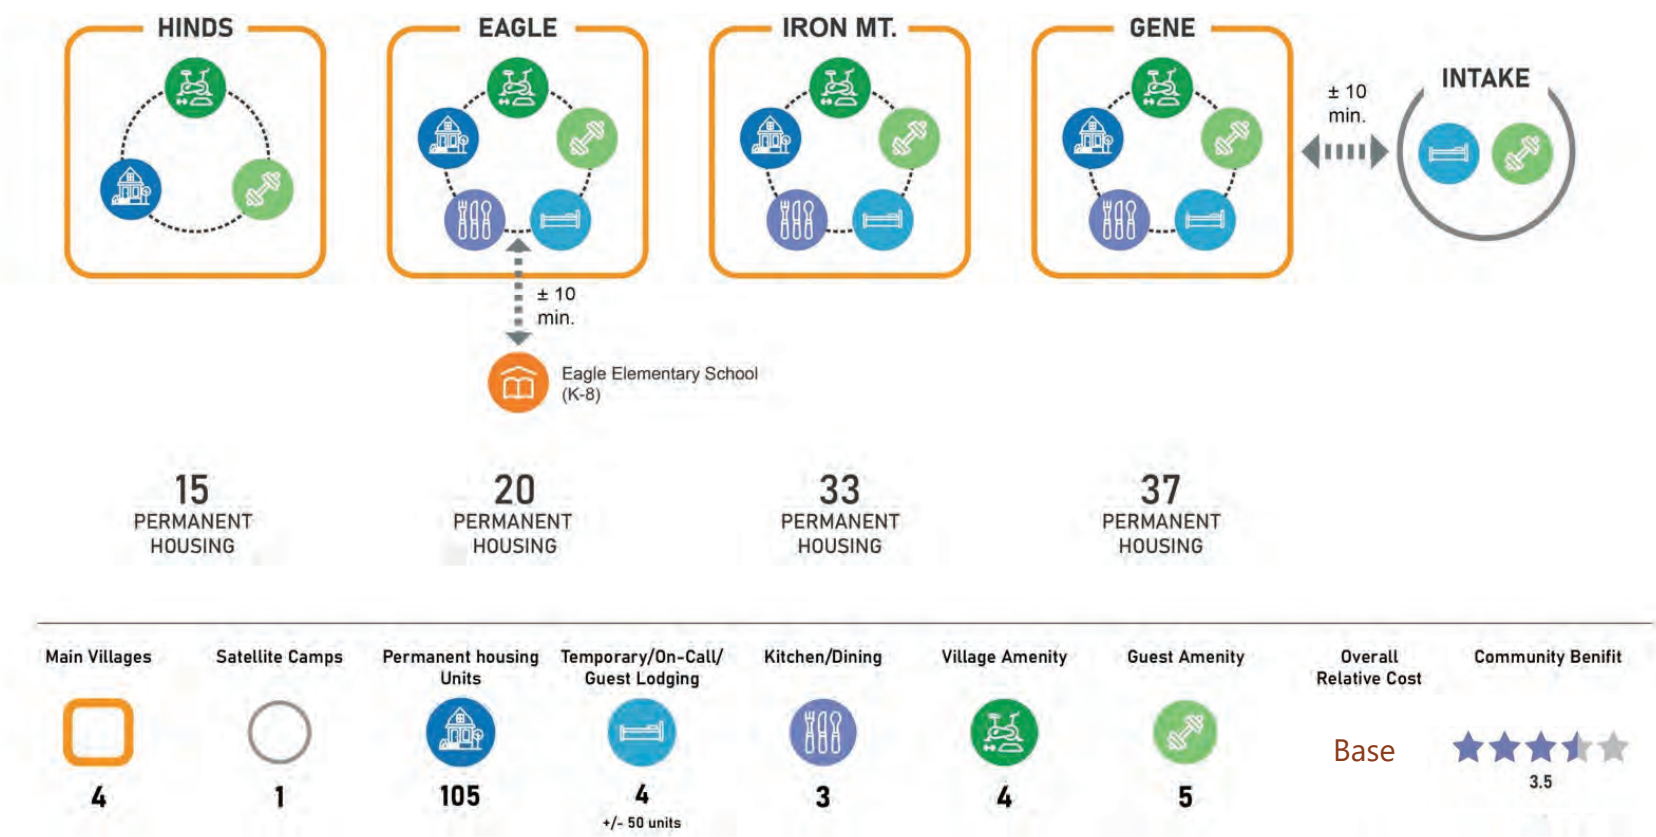 HINDS
EAGLE
IRON MT.
GENE
INTAKE
± 10
min.
± 10
min.
Eagle Elementary School
(K-8)
15
PERMANENT
HOUSING
20
PERMANENT
HOUSING
33
PERMANENT
HOUSING
37
PERMANENT
HOUSING
Main Villages
4
Satellite Camps
1
Permanent housing
Units
105
Temporary/On-Call/
Guest Lodging
4
+/- 50 units
Kitchen/Dining
3
Village Amenity
4
Guest Amenity
5
Overall
Relative Cost
Base
Community Benifit
3.5